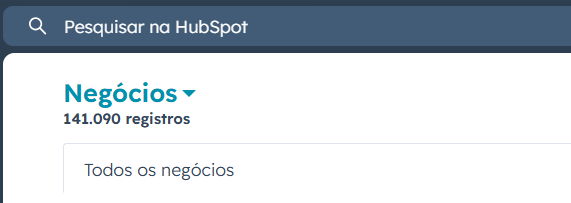 Pesquisar na HubSpot
Negócios
141.090 registros
Todos os negócios